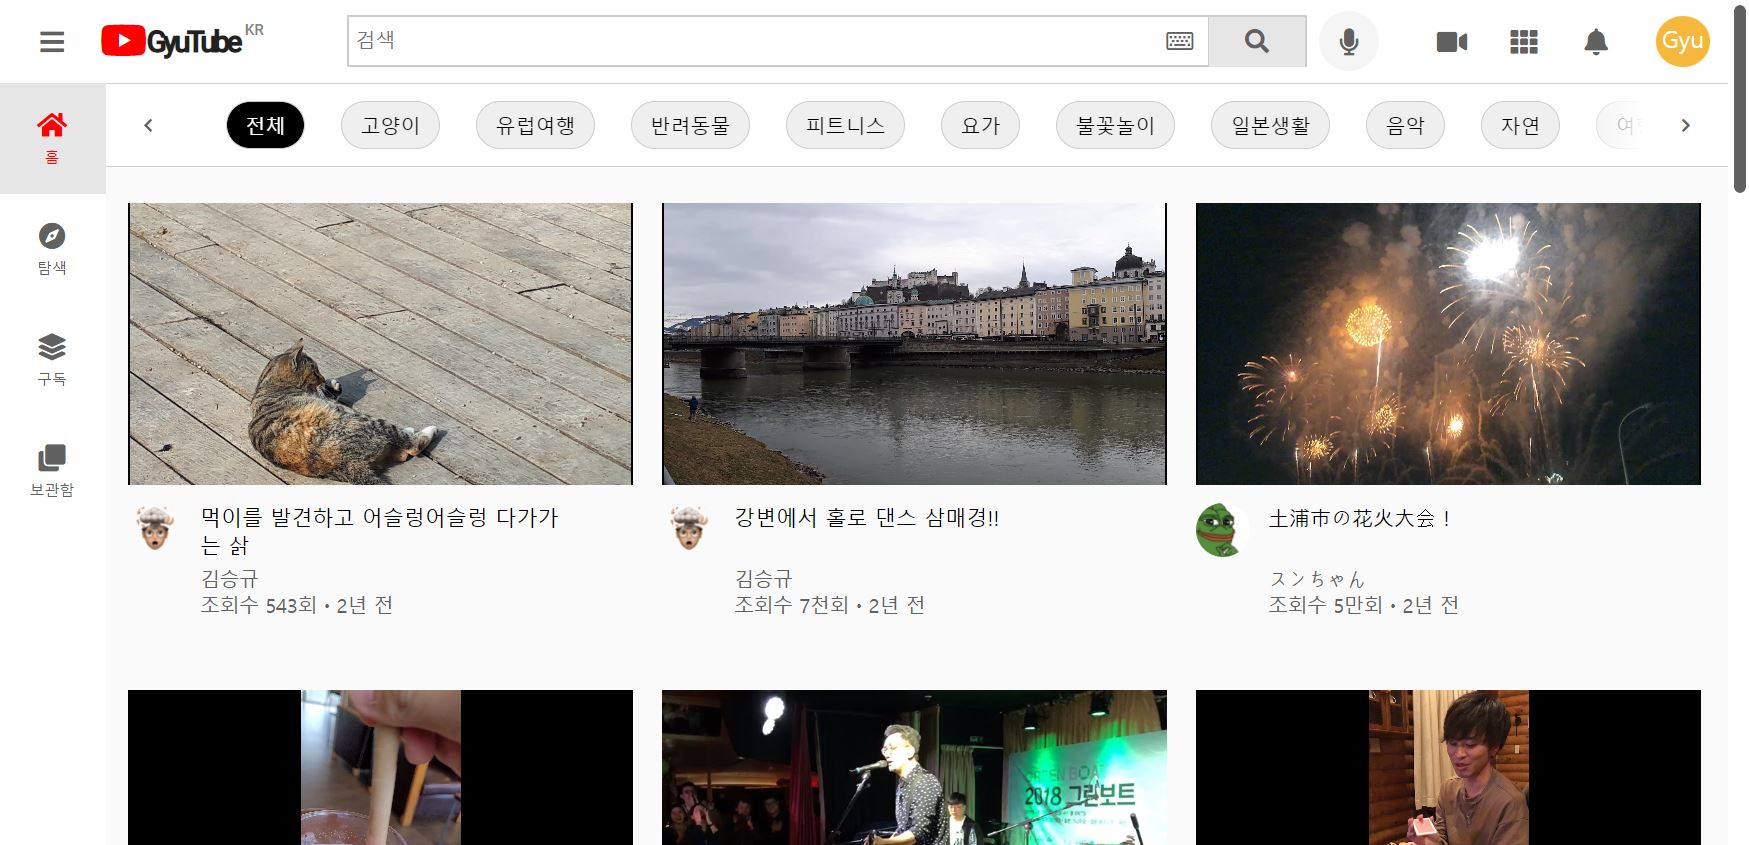 GyuTube KR
검색
Gyu
전체 고양이 유럽여행 반려동물 피트니스 요가 불꽃놀이 일본생활 음악 자연
홈
탐색
구독
보관함
먹이를 발견하고 어슬렁어슬렁 다가가
는 삵
김승규
조회수 543회 • 2년 전
강변에서 홀로 댄스 삼매경!!
김승규
조회수 7천회 • 2년 전
土浦市の花火大会！
スンちゃん
조회수 5만회 • 2년 전
GREEN BOAT
2018 그린보트